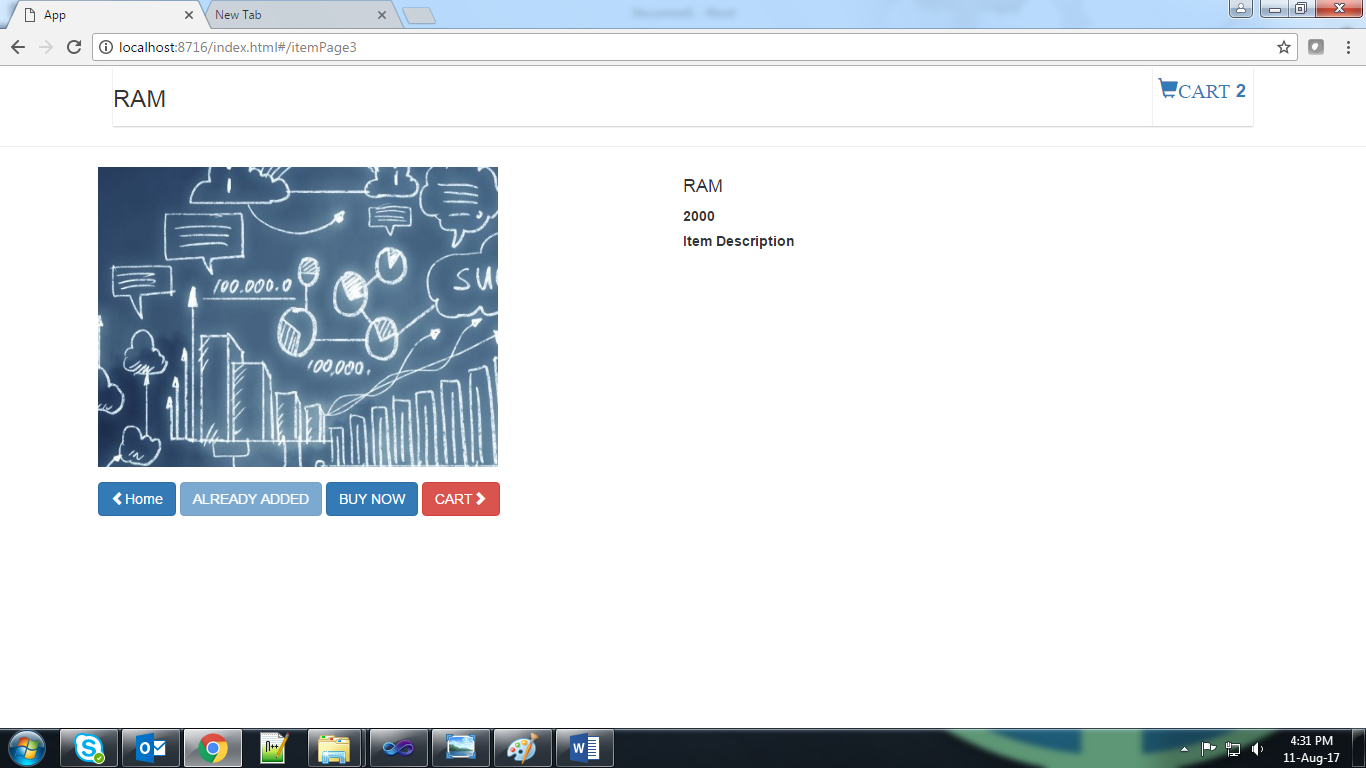 App
New Tab
localhost:8716/index.html#/itemPage3
RAM
CART 2
RAM
2000
Item Description
100.000.0
SU
100,000.
Home
ALREADY ADDED
BUY NOW
CART
4:31 PM
11-Aug-17